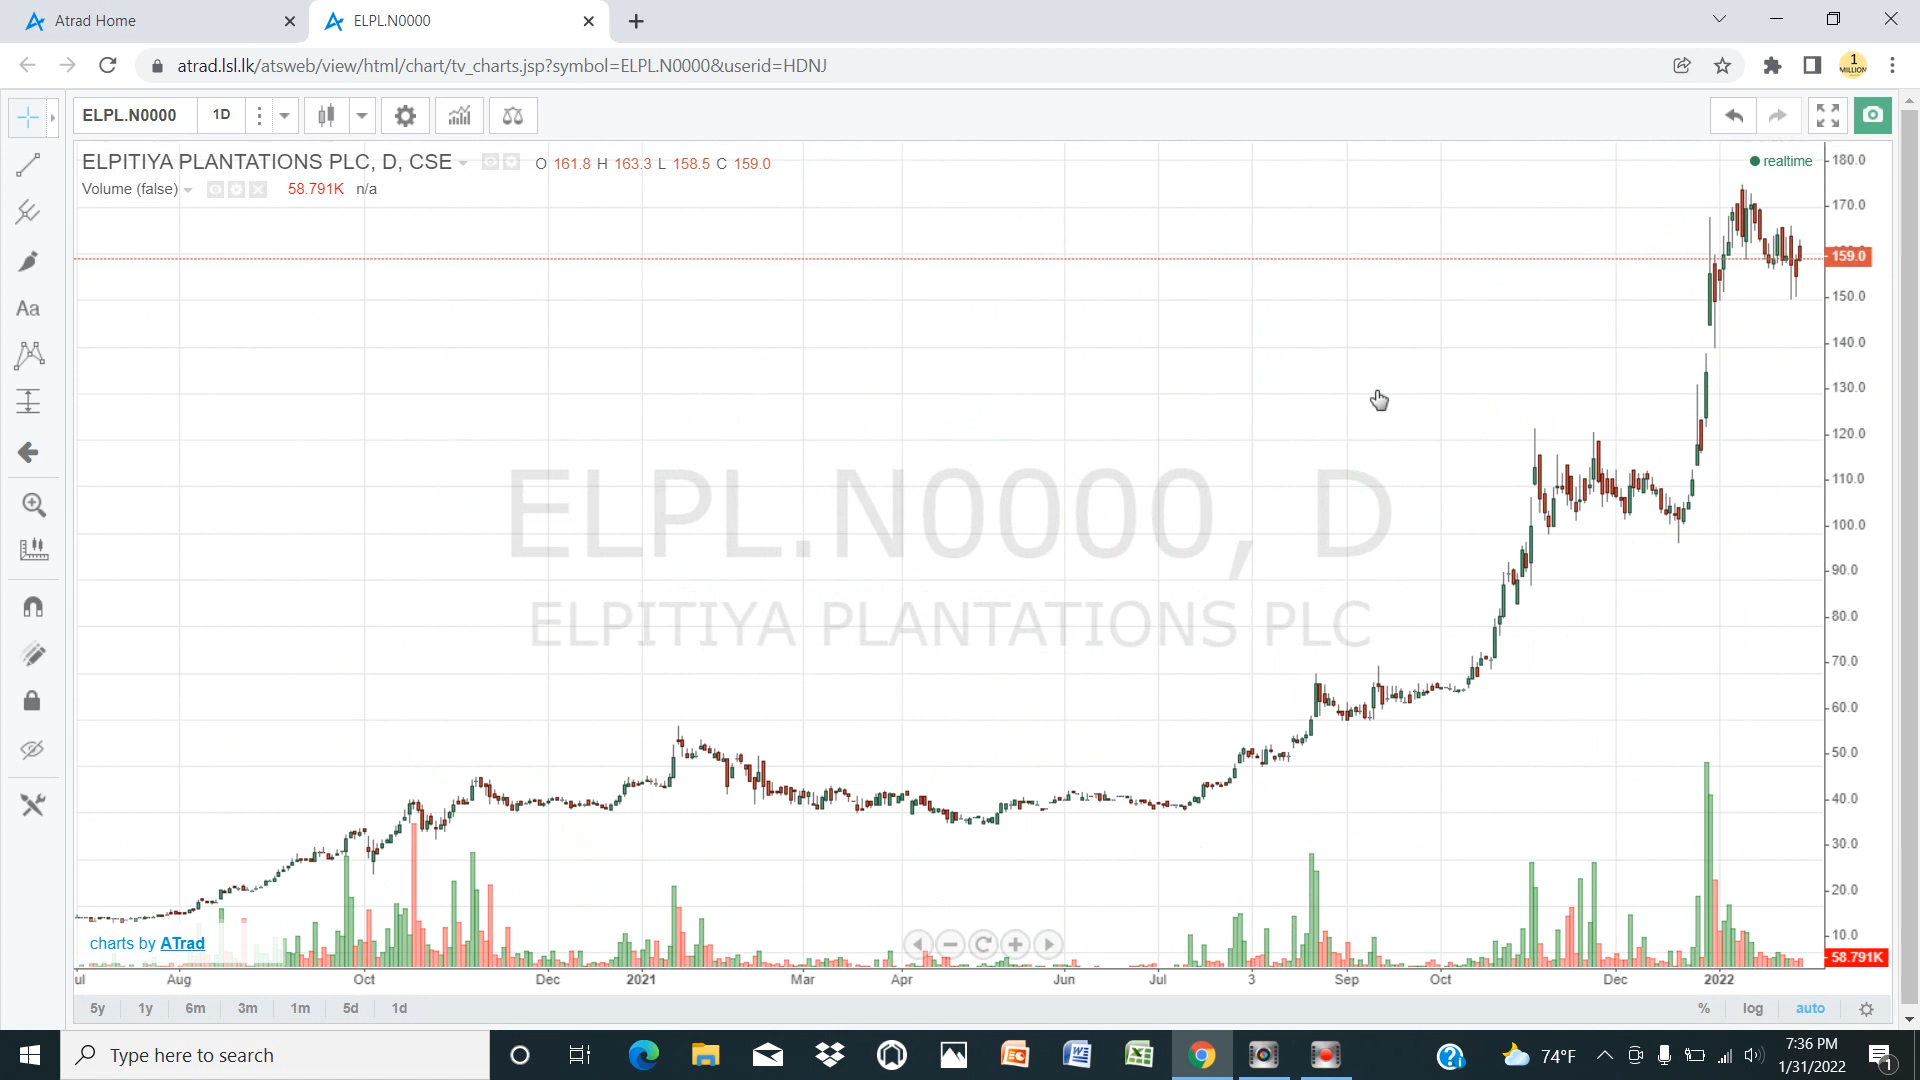 Atrad Home
ELPL.N0000
atrad.lsl.lk/atsweb/view/html/chart/tv_charts.jsp?symbol=ELPL.N0000&userid=HDNJ
1 MILLION
ELPL.N0000 1D
ELPITIYA PLANTATIONS PLC, D, CSE O 161.8 H 163.3 L 158.5 C 159.0
realtime
Volume (false) 58.791K n/a
Aa
180.0
170.0
159.0
150.0
140.0
130.0
120.0
110.0
100.0
90.0
80.0
70.0
60.0
50.0
40.0
30.0
20.0
10.0
58.791K
ELPL.N0000, D
ELPITIYA PLANTATIONS PLC
charts by ATrad
ul Aug Oct Dec 2021 Mar Apr Jun Jul 3 Sep Oct Dec 2022
5y 1y 6m 3m 1m 5d 1d % log auto
Type here to search
74°F
7:36 PM
1/31/2022
1